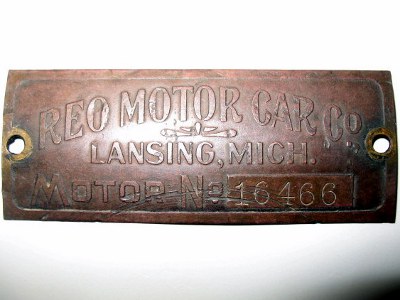 REO MOTOR CAR CO.
LANSING, MICH.
MOTOR NO 16466